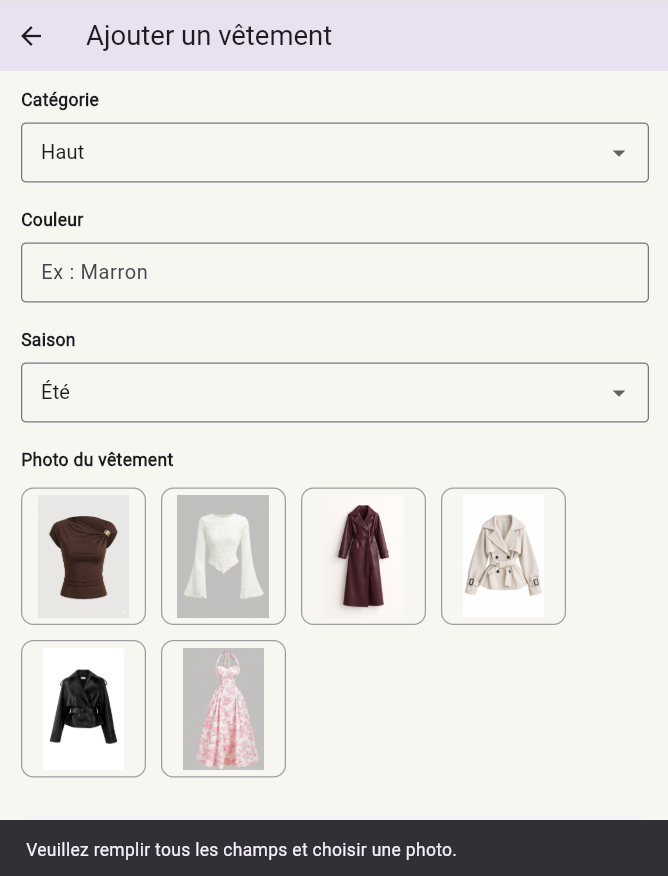 Ajouter un vêtement
Catégorie
Haut
Couleur
Ex : Marron
Saison
Été
Photo du vêtement
Veuillez remplir tous les champs et choisir une photo.